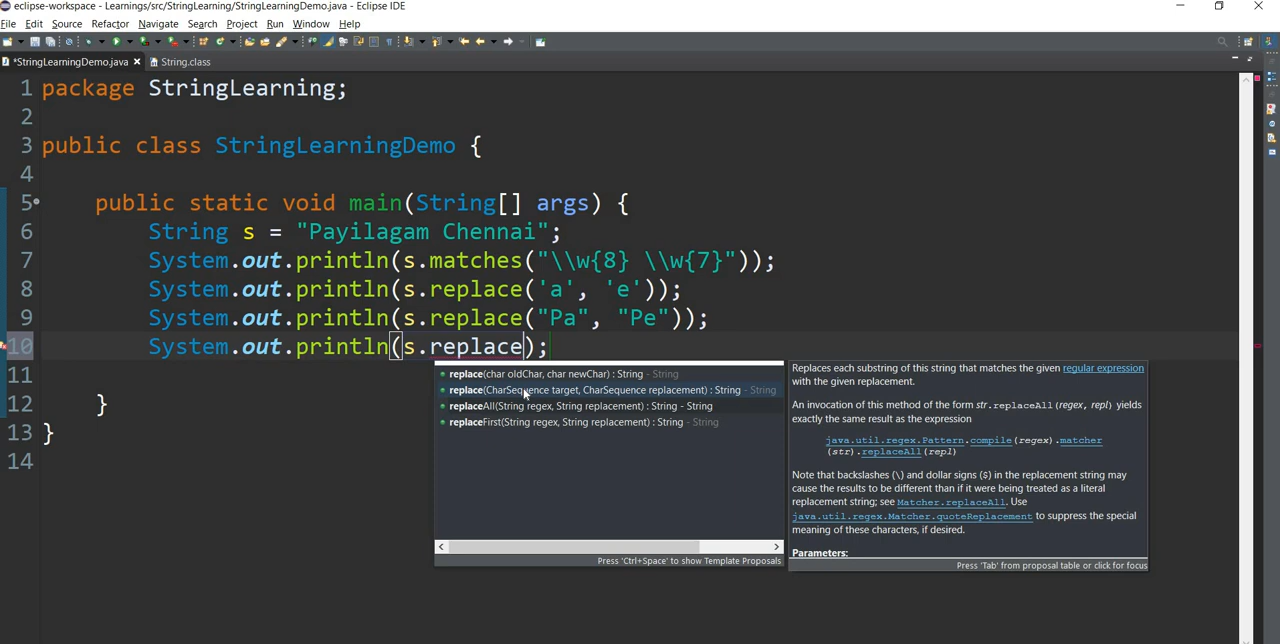 eclipse-workspace - Learnings/src/StringLearning/StringLearningDemo.java - Eclipse IDE
File Edit Source Refactor Navigate Search Project Run Window Help
*StringLearningDemo.java String.class
1 package StringLearning;
2
3 public class StringLearningDemo {
4
5 public static void main(String[] args) {
6 String s = "Payilagam Chennai";
7 System.out.println(s.matches("\\w{8} \\w{7}"));
8 System.out.println(s.replace('a', 'e'));
9 System.out.println(s.replace("Pa", "Pe"));
10 System.out.println(s.replace);
11
12 }
13 }
14
replace(char oldChar, char newChar) : String - String
replace(CharSequence target, CharSequence replacement) : String - String
replaceAll(String regex, String replacement) : String - String
replaceFirst(String regex, String replacement) : String - String
Press 'Ctrl+Space' to show Template Proposals
Replaces each substring of this string that matches the given regular expression
with the given replacement.
An invocation of this method of the form str.replaceAll(regex, repl) yields
exactly the same result as the expression
java.util.regex.Pattern.compile(regex).matcher
(str).replaceAll(repl)
Note that backslashes (\) and dollar signs ($) in the replacement string may
cause the results to be different than if it were being treated as a literal
replacement string; see Matcher.replaceAll. Use
java.util.regex.Matcher.quoteReplacement to suppress the special
meaning of these characters, if desired.
Parameters:
Press 'Tab' from proposal table or click for focus